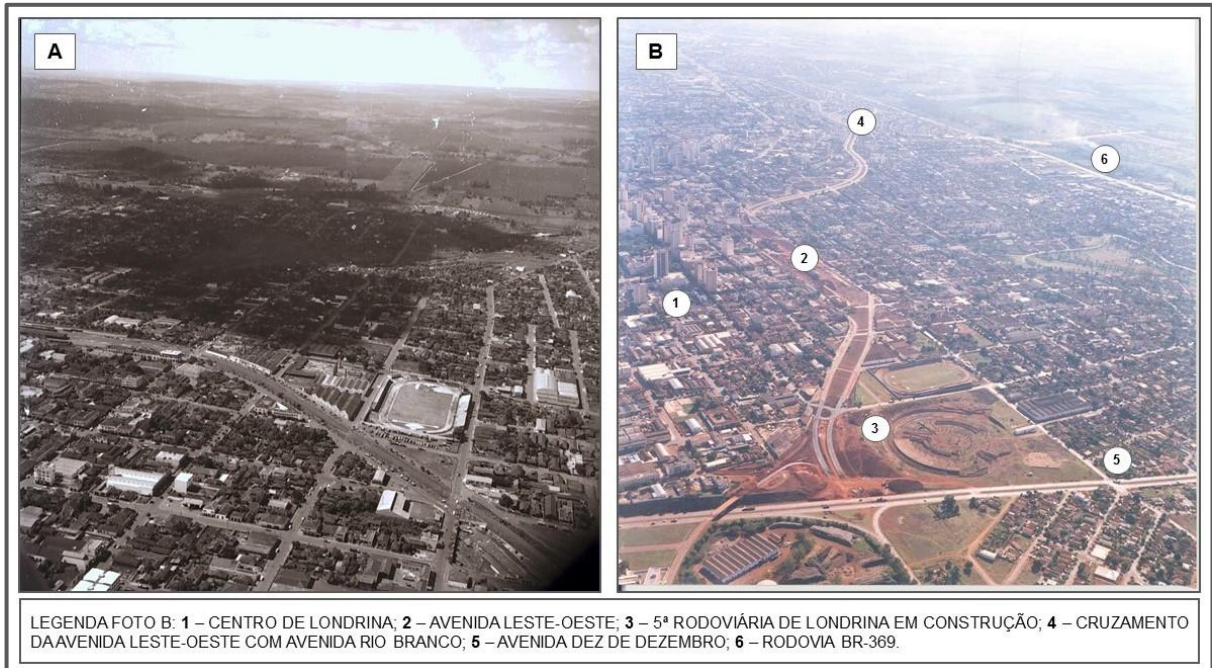 A
B
4
6
2
1
3
5
LEGENDA FOTO B: 1 – CENTRO DE LONDRINA; 2 – AVENIDA LESTE-OESTE; 3 – 5ª RODOVIÁRIA DE LONDRINA EM CONSTRUÇÃO; 4 – CRUZAMENTO
DA AVENIDA LESTE-OESTE COM AVENIDA RIO BRANCO; 5 – AVENIDA DEZ DE DEZEMBRO; 6 – RODOVIA BR-369.